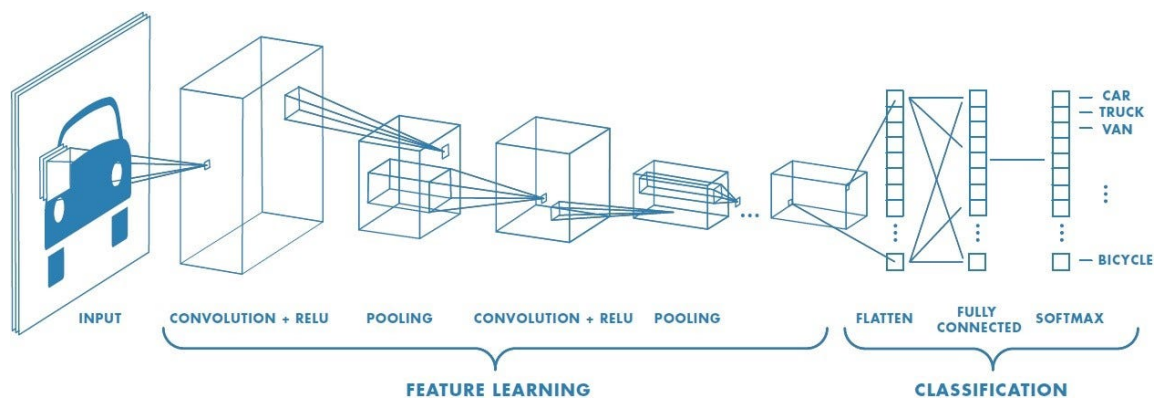 CAR
TRUCK
VAN
BICYCLE
INPUT
CONVOLUTION + RELU
POOLING
CONVOLUTION + RELU
POOLING
FLATTEN
FULLY
CONNECTED
SOFTMAX
FEATURE LEARNING
CLASSIFICATION